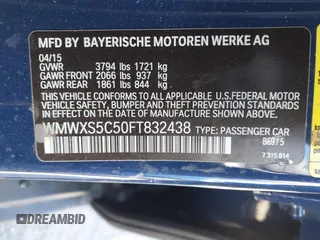 MFD BY BAYERISCHE MOTOREN WERKE AG
04/15
GVWR 3794 lbs 1721 kg
GAWR FRONT 2066 lbs 937 kg
GAWR REAR 1861 lbs 844 kg
THIS VEHICLE CONFORMS TO ALL APPLICABLE U.S.FEDERAL MOTOR
VEHICLE SAFETY, BUMPER, AND THEFT PREVENTION
STANDARDS IN EFFECT ON THE DATE OF MANUFACTURE
SHOWN ABOVE.
WMWXS5C50FT832438 TYPE: PASSENGER CAR
7 315 814
DREAMBID